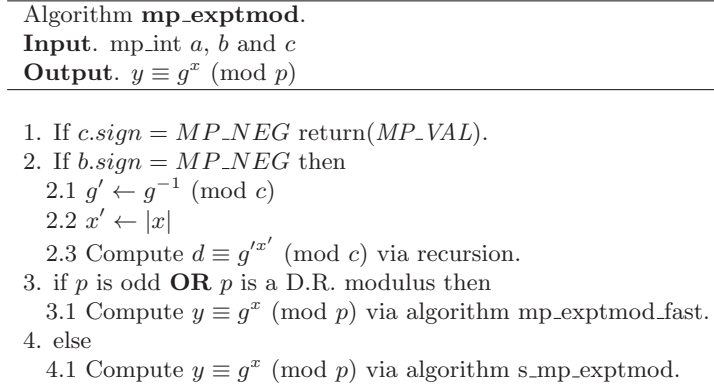 Algorithm mp_exptmod.
Input. mp_int a, b and c
Output. y ≡ g^x (mod p)
1. If c.sign = MP_NEG return(MP_VAL).
2. If b.sign = MP_NEG then
2.1 g′ ← g^{−1} (mod c)
2.2 x′ ← |x|
2.3 Compute d ≡ g′^{x′} (mod c) via recursion.
3. if p is odd OR p is a D.R. modulus then
3.1 Compute y ≡ g^x (mod p) via algorithm mp_exptmod_fast.
4. else
4.1 Compute y ≡ g^x (mod p) via algorithm s_mp_exptmod.